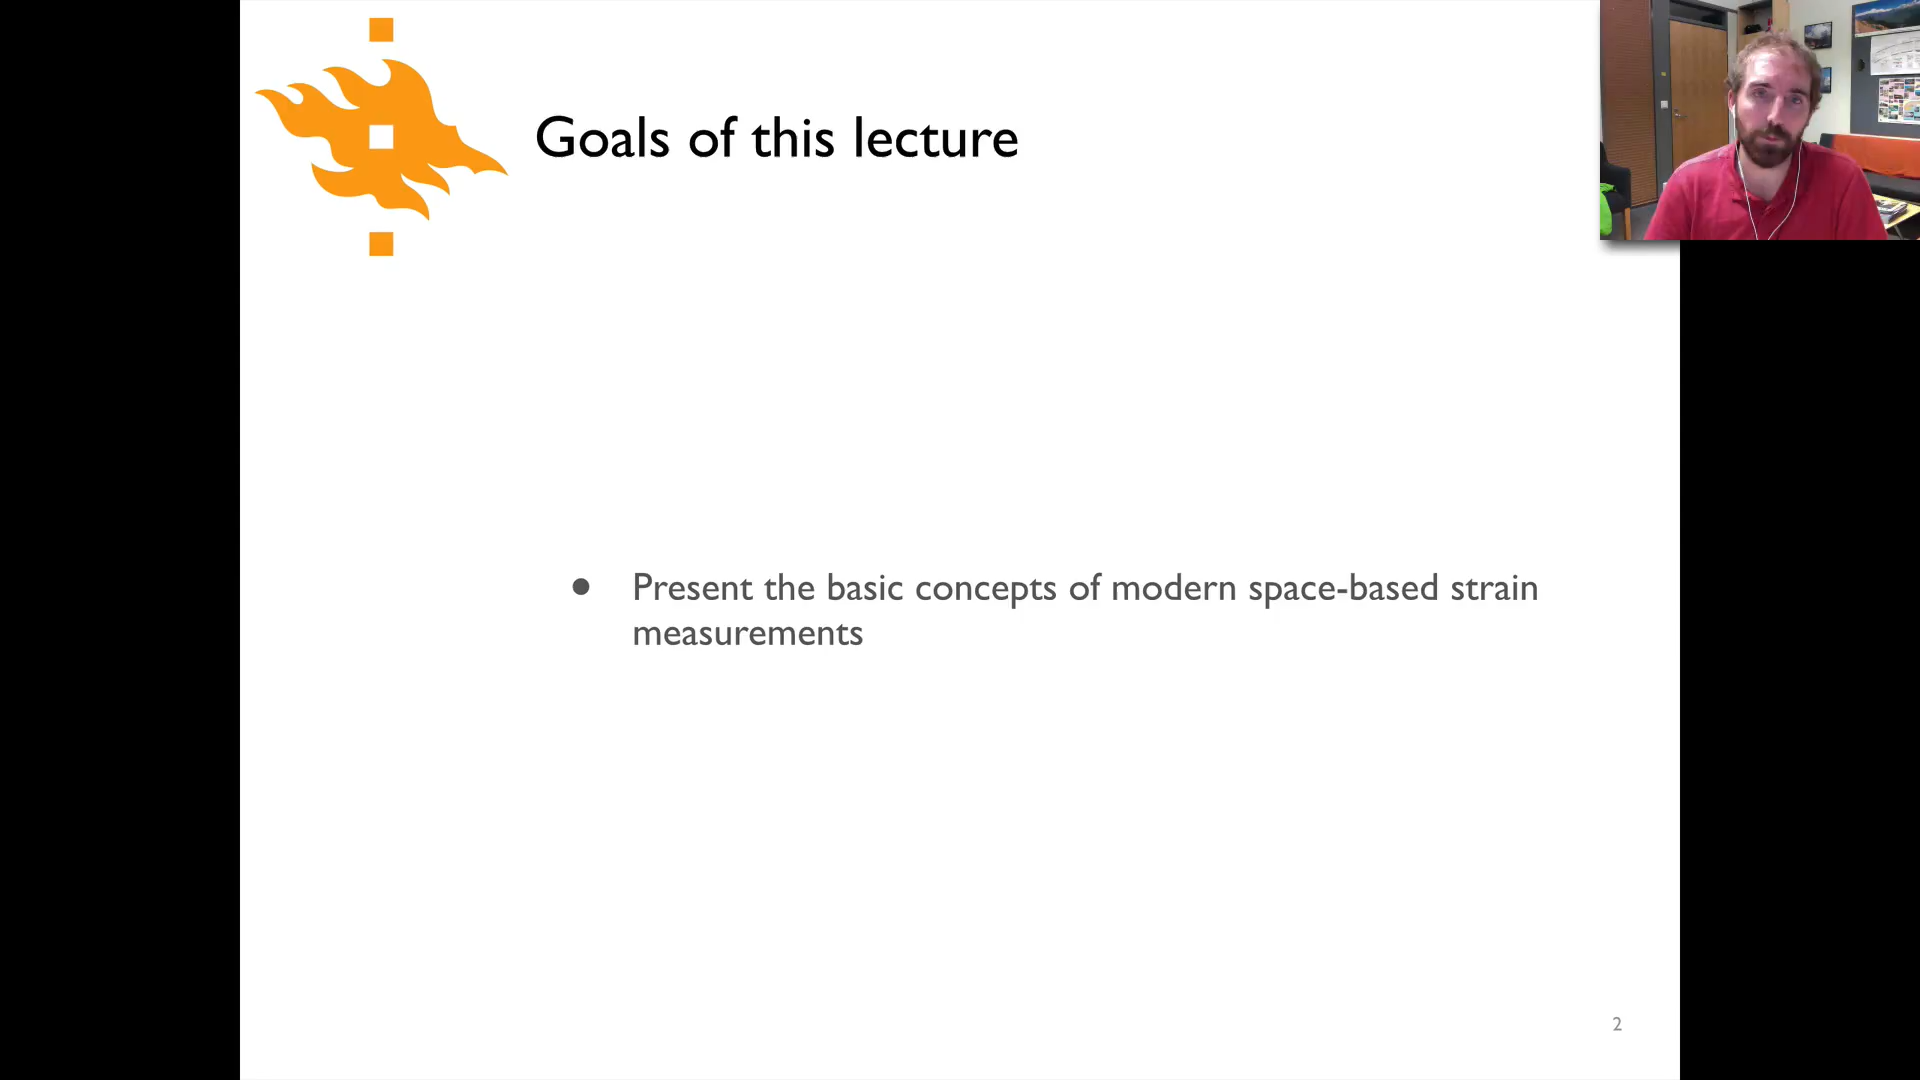 Goals of this lecture
● Present the basic concepts of modern space-based strain
measurements
2